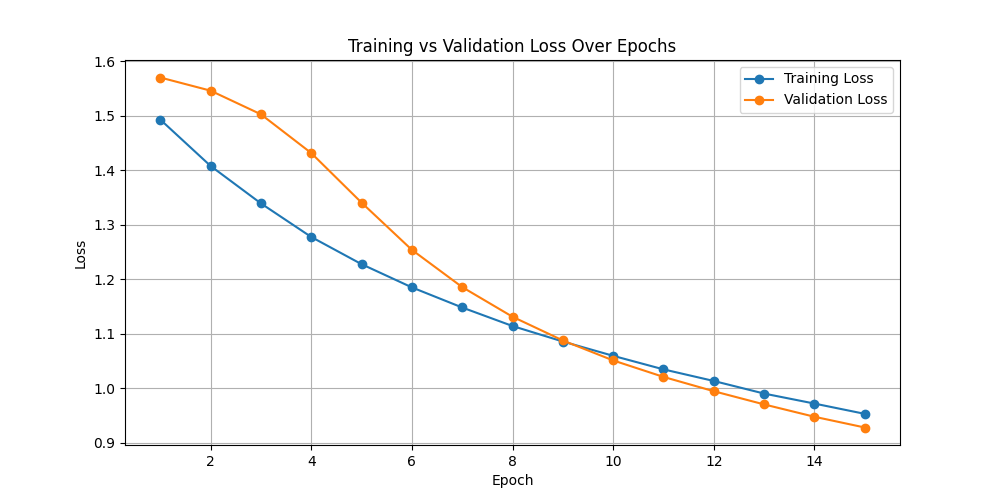 Training vs Validation Loss Over Epochs
Training Loss
Validation Loss
Loss
1.6
1.5
1.4
1.3
1.2
1.1
1.0
0.9
2 4 6 8 10 12 14
Epoch